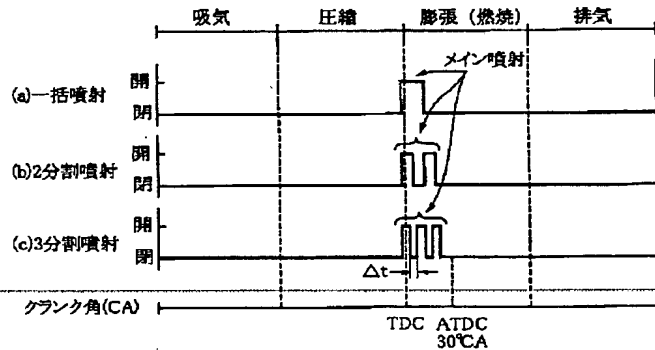 吸気 圧縮 膨張(燃焼) 排気
メイン噴射
開
(a)一括噴射
閉
開
(b)2分割噴射
閉
開
(c)3分割噴射
閉
Δt
クランク角(CA)
TDC ATDC
30℃A